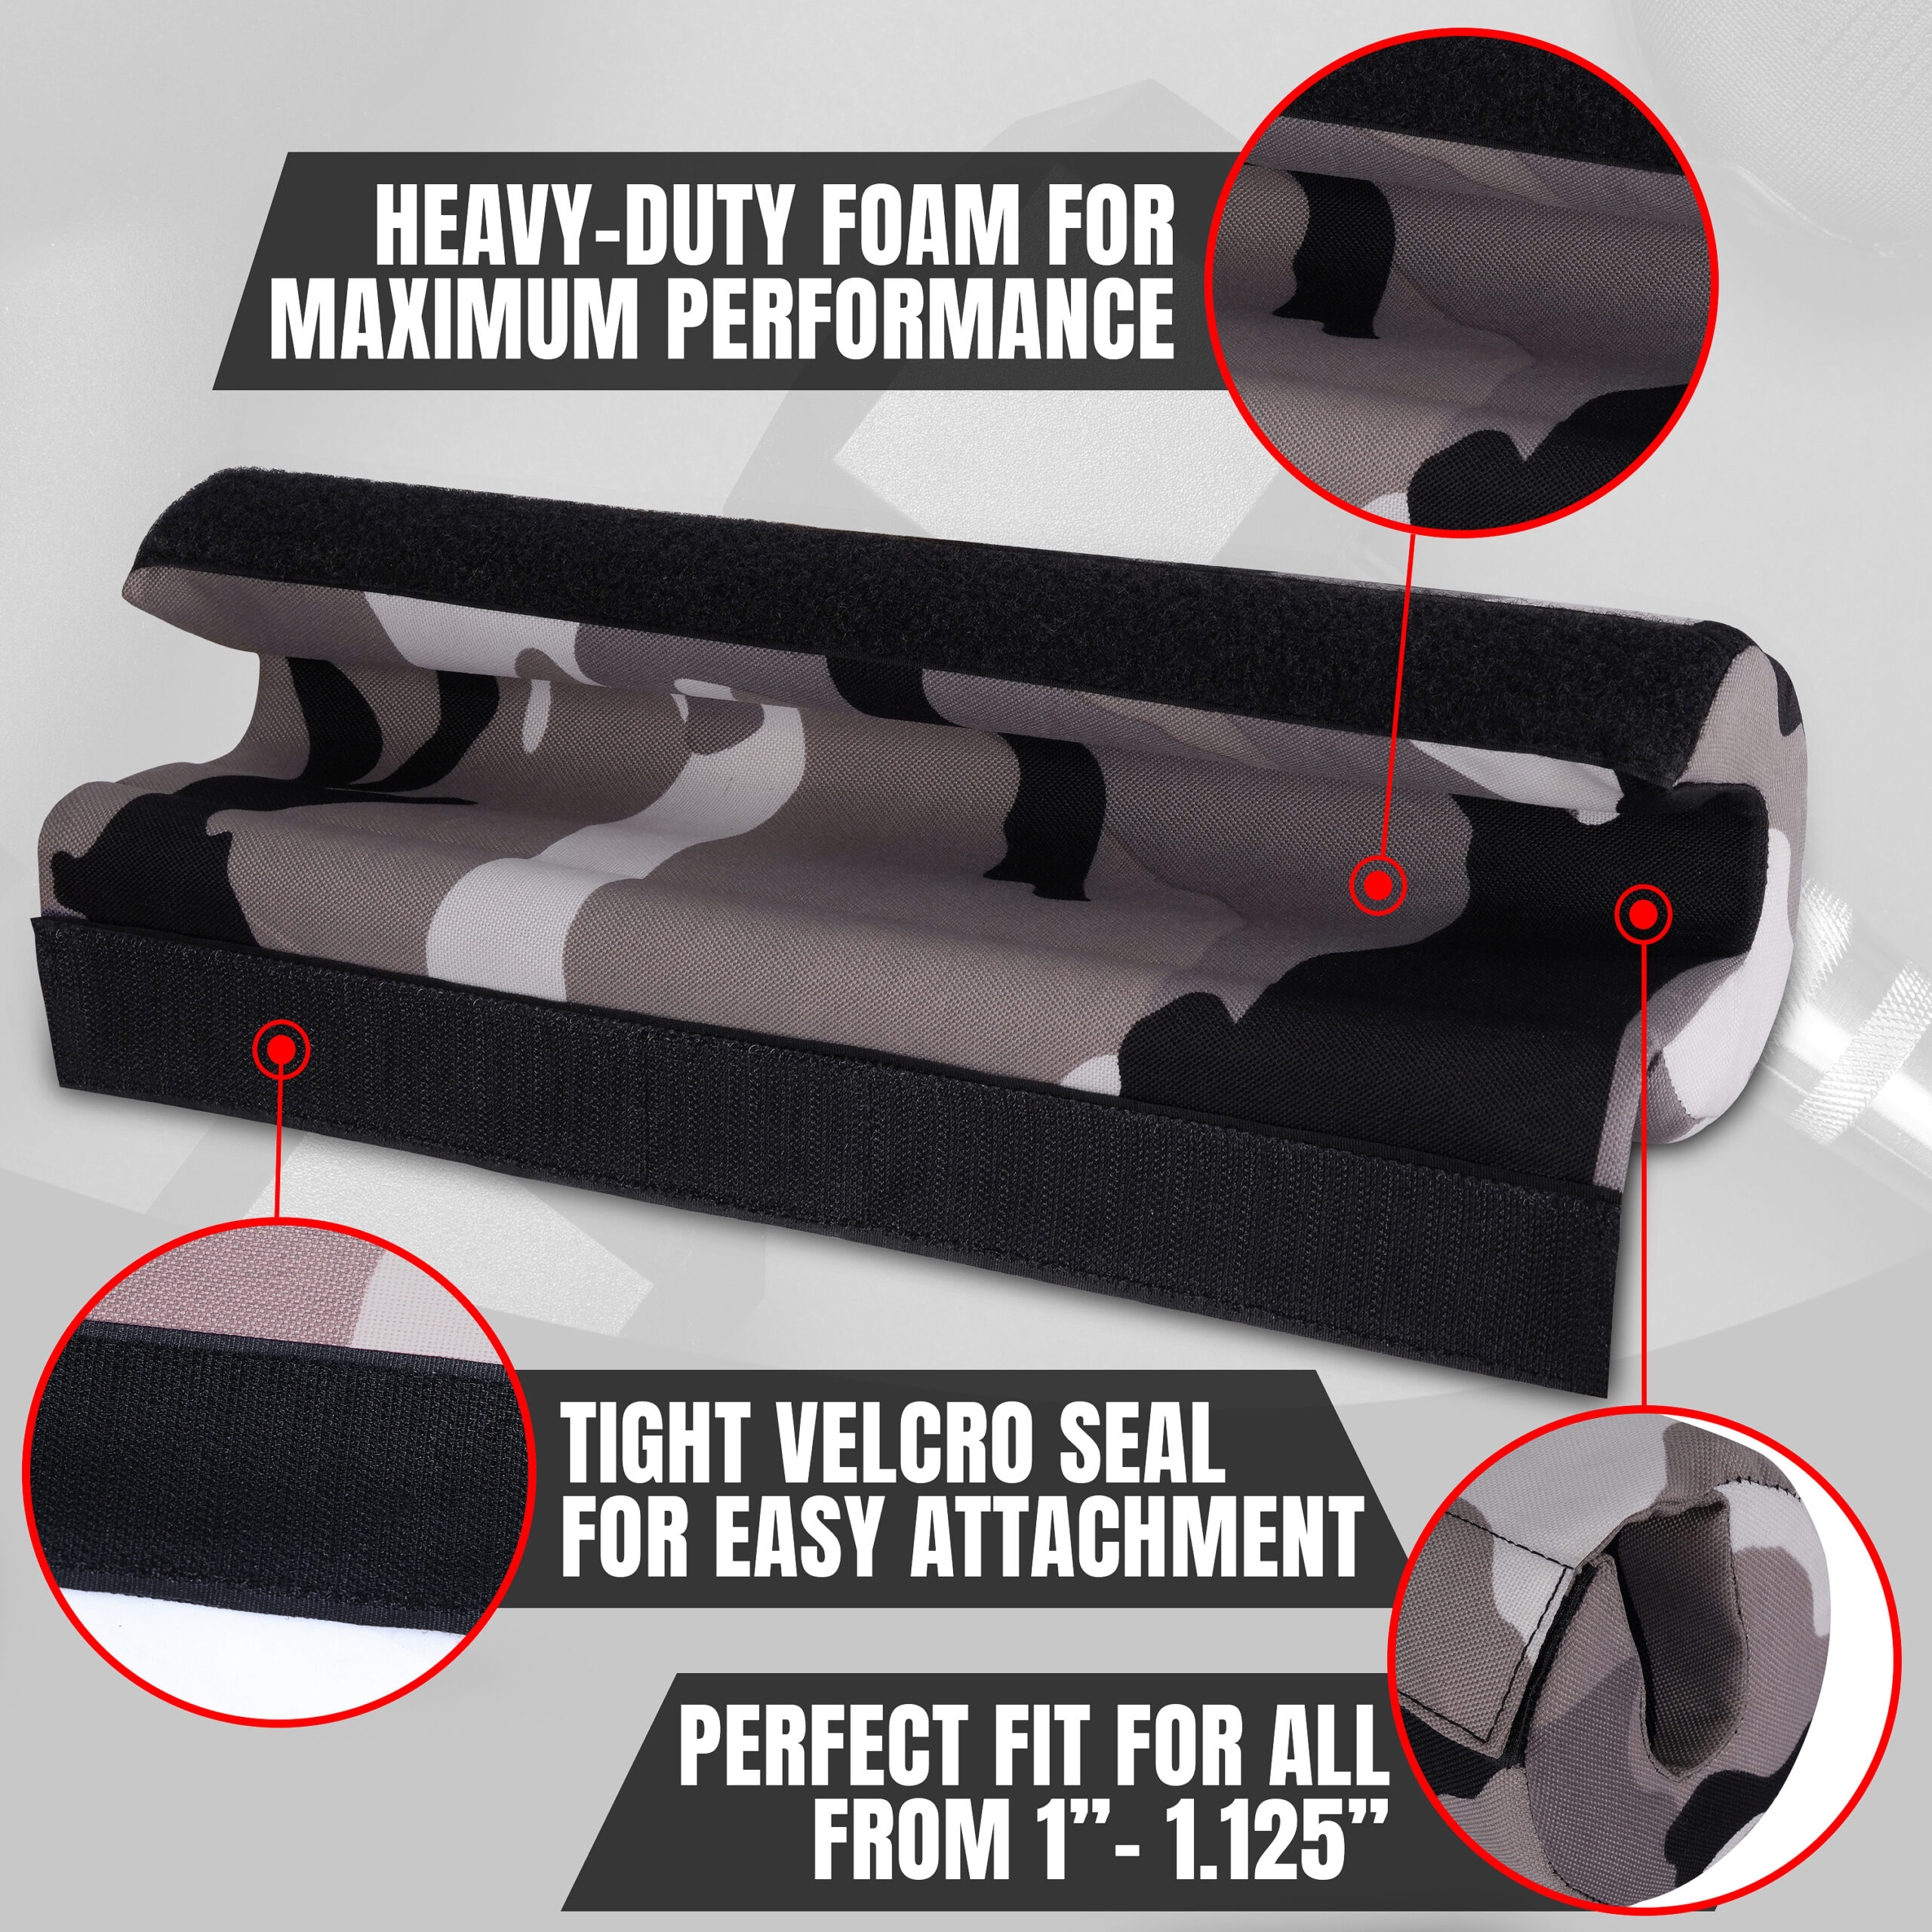 HEAVY-DUTY FOAM FOR
MAXIMUM PERFORMANCE
TIGHT VELCRO SEAL
FOR EASY ATTACHMENT
PERFECT FIT FOR ALL
FROM 1”- 1.125”